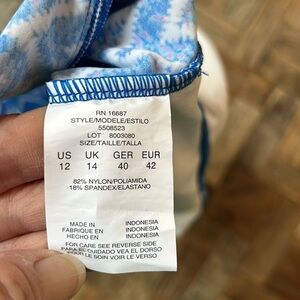 RN 16687
STYLE/MODELE/ESTILO
5508523
LOT 8003080
SIZE/TAILLE/TALLA
US UK GER EUR
12 14 40 42
82% NYLON/POLIAMIDA
18% SPANDEX/ELASTANO
MADE IN INDONESIA
FABRIQUE EN INDONESIA
HECHO EN INDONESIA
FOR CARE SEE REVERSE SIDE
PARA EL CUIDADO VEA EL DORSO
POUR LE SOIN VOIR LE VERSO